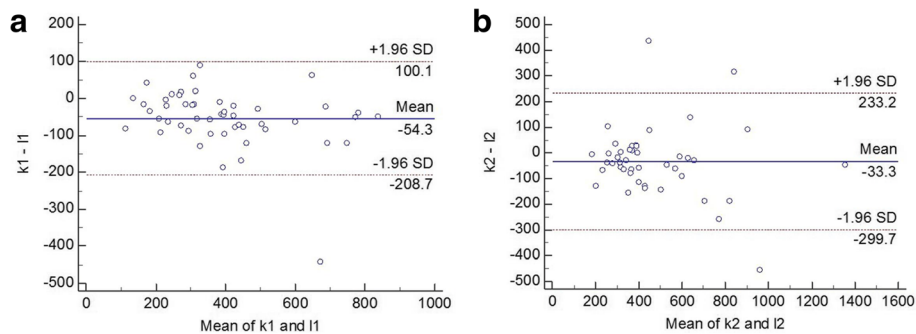 a
200
100
0
-100
-200
-300
-400
-500
k1 - l1
+1.96 SD
100.1
Mean
-54.3
-1.96 SD
-208.7
0 200 400 600 800 1000
Mean of k1 and l1
b
500
400
300
200
100
0
-100
-200
-300
-400
-500
k2 - l2
+1.96 SD
233.2
Mean
-33.3
-1.96 SD
-299.7
0 200 400 600 800 1000 1200 1400 1600
Mean of k2 and l2